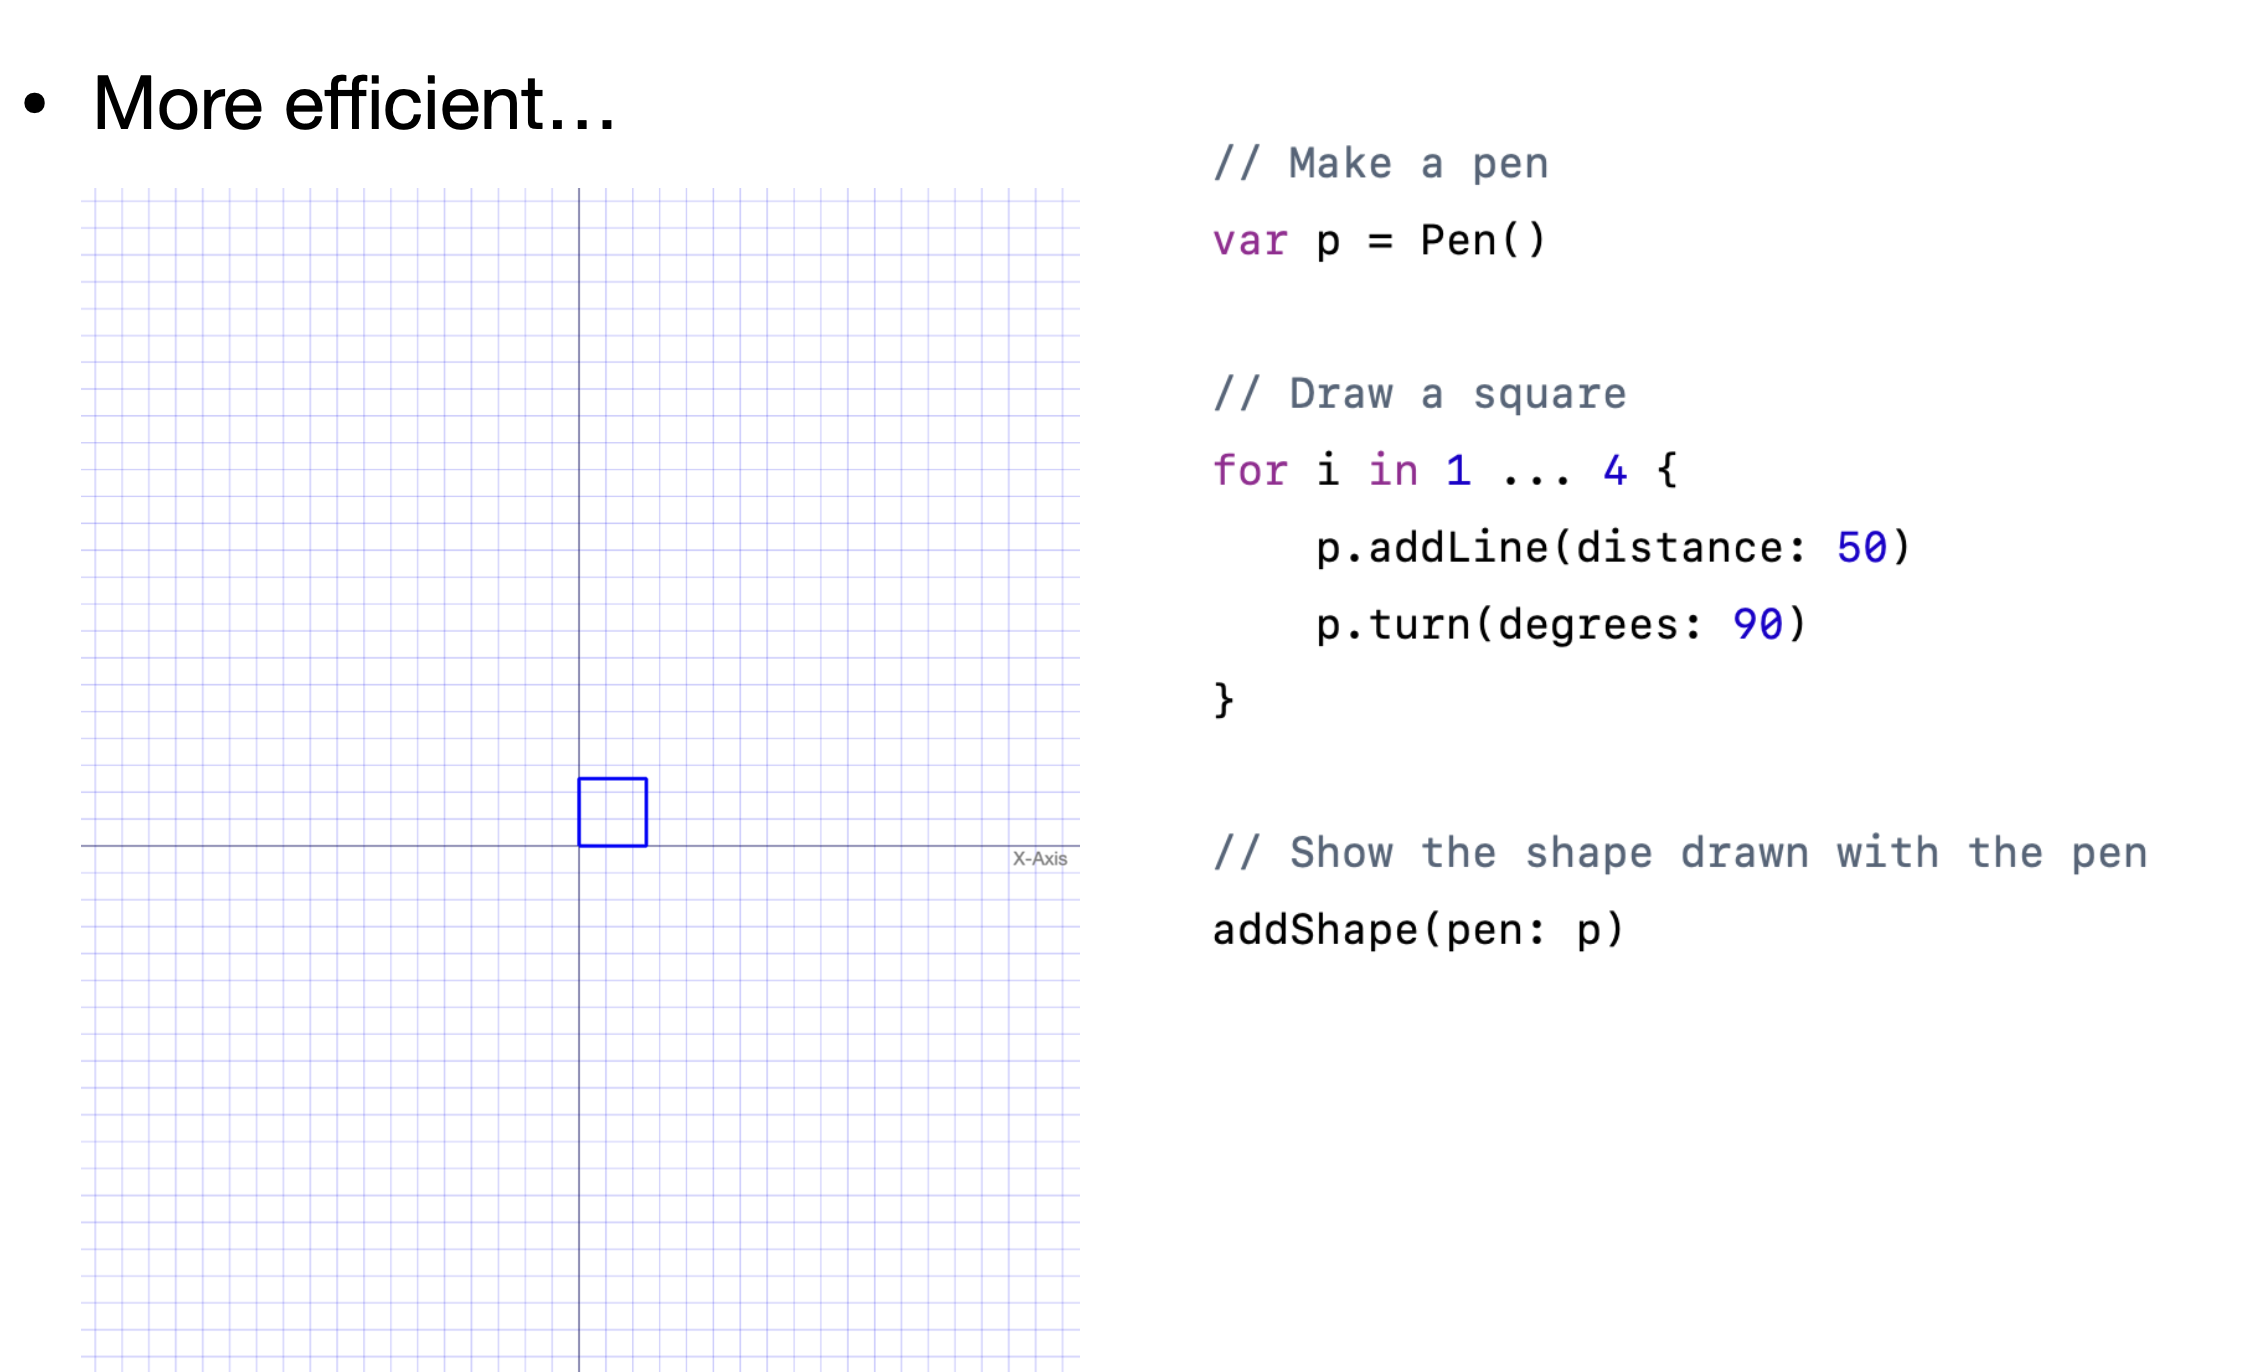 • More efficient…
X-Axis
// Make a pen
var p = Pen()
// Draw a square
for i in 1 ... 4 {
    p.addLine(distance: 50)
    p.turn(degrees: 90)
}
// Show the shape drawn with the pen
addShape(pen: p)